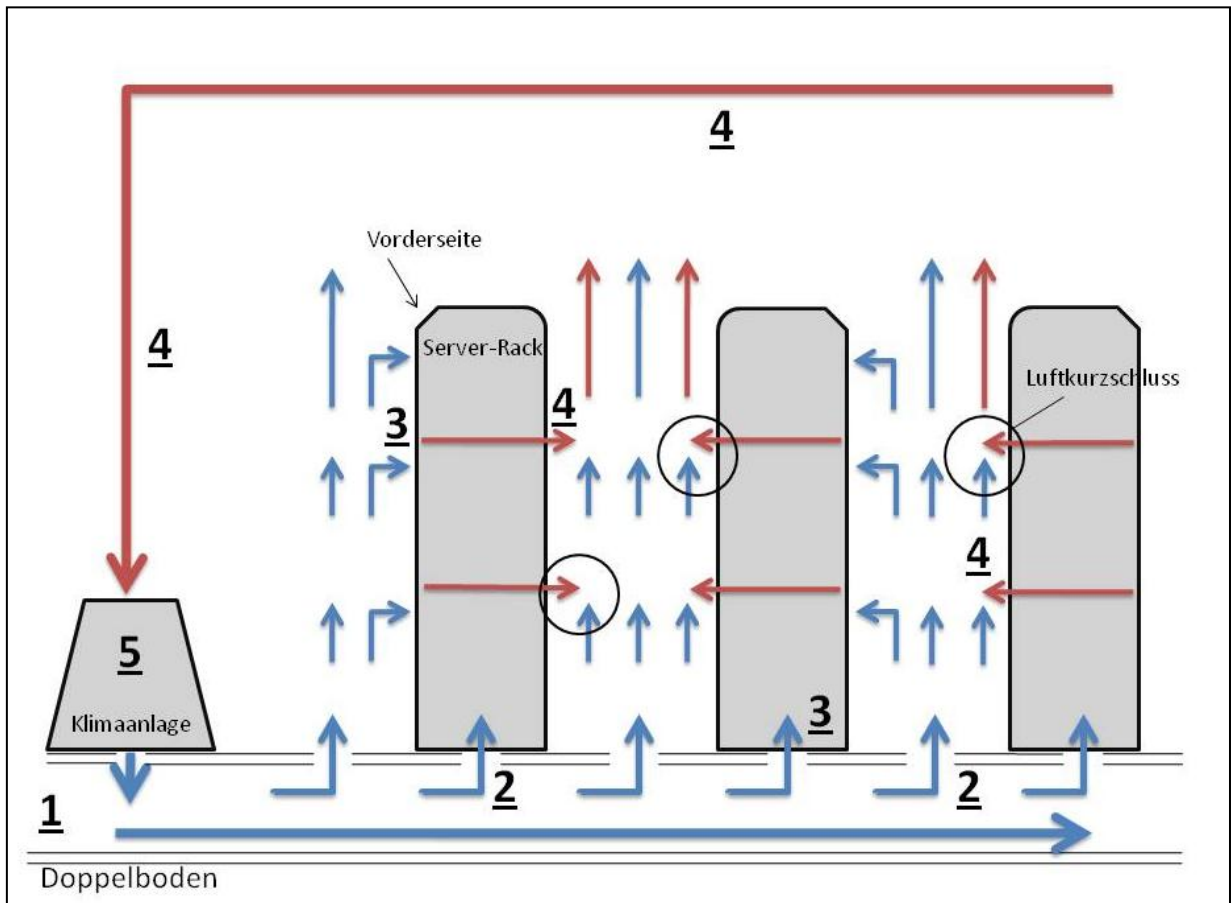 4
Vorderseite
Server-Rack
4
4
3
Luftkurzschluss
4
5
Klimaanlage
3
2
2
1
Doppelboden